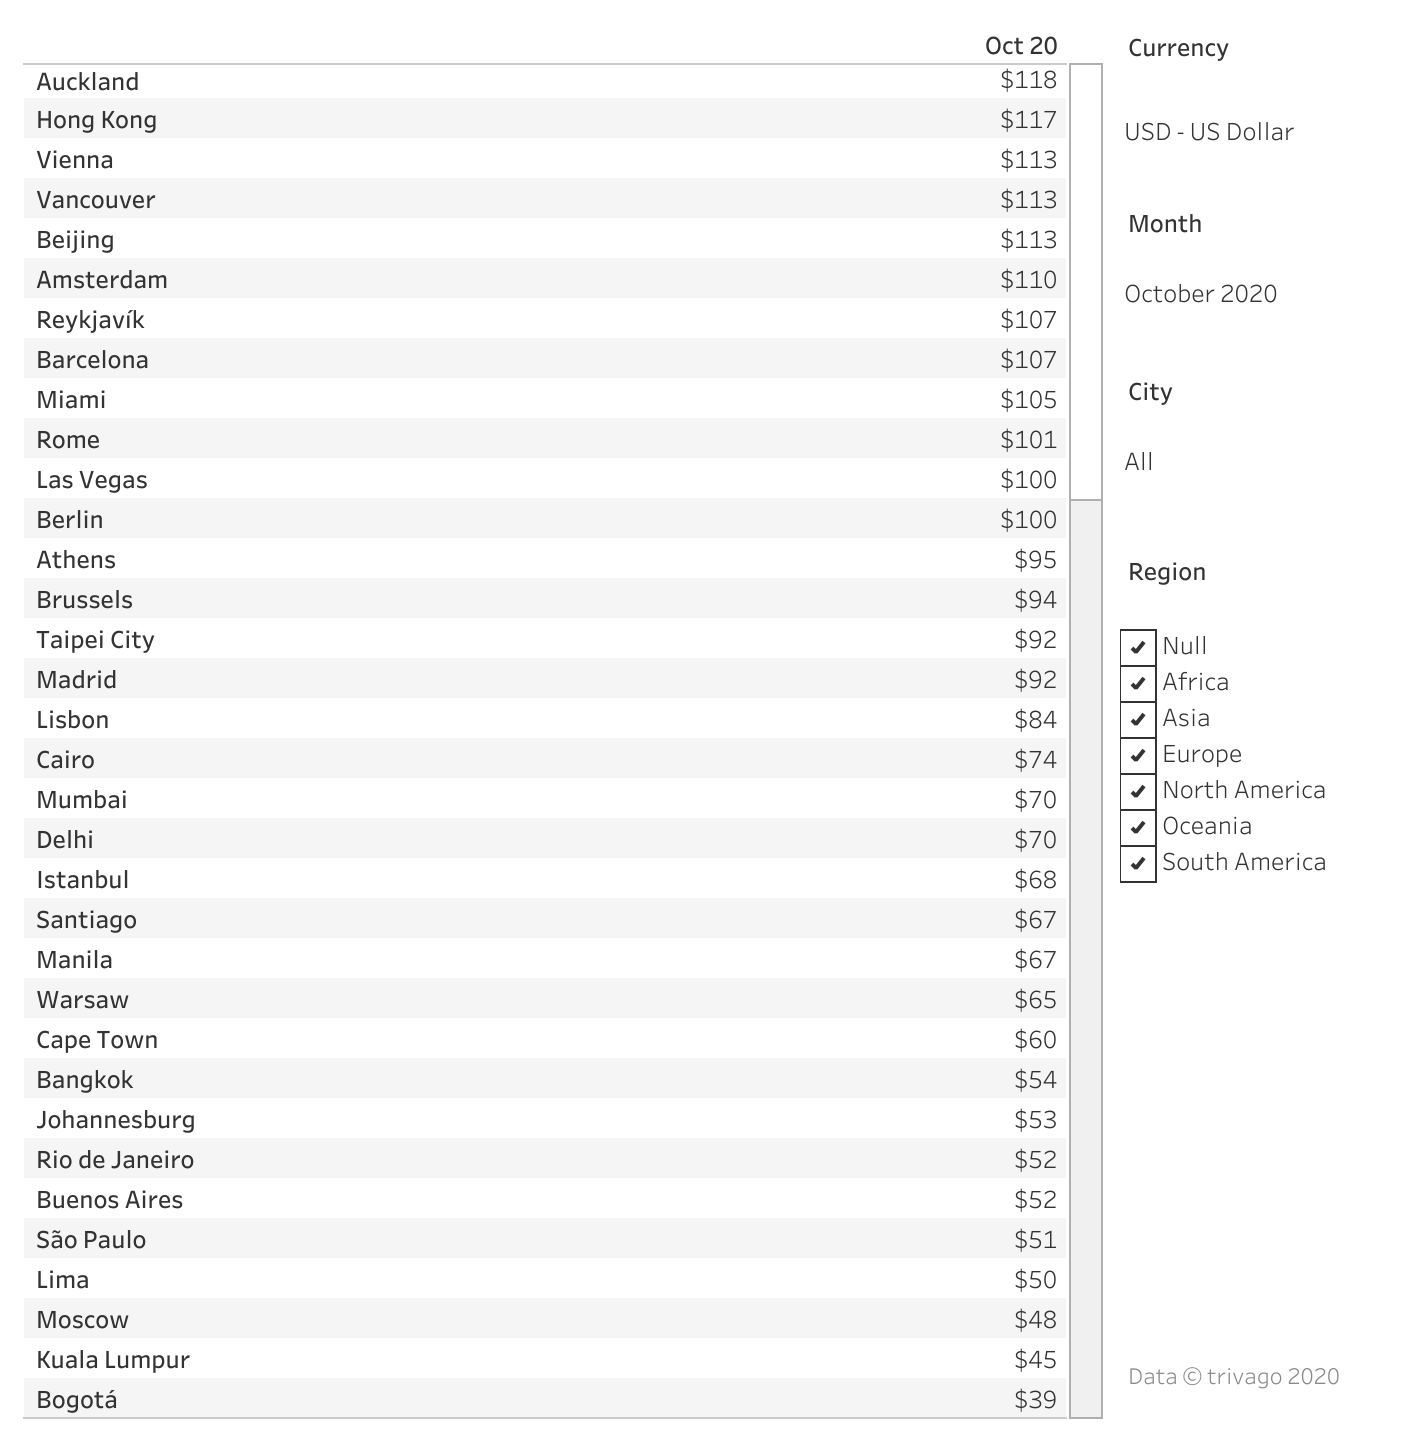 Oct 20
Auckland $118
Hong Kong $117
Vienna $113
Vancouver $113
Beijing $113
Amsterdam $110
Reykjavík $107
Barcelona $107
Miami $105
Rome $101
Las Vegas $100
Berlin $100
Athens $95
Brussels $94
Taipei City $92
Madrid $92
Lisbon $84
Cairo $74
Mumbai $70
Delhi $70
Istanbul $68
Santiago $67
Manila $67
Warsaw $65
Cape Town $60
Bangkok $54
Johannesburg $53
Rio de Janeiro $52
Buenos Aires $52
São Paulo $51
Lima $50
Moscow $48
Kuala Lumpur $45
Bogotá $39
Currency
USD - US Dollar
Month
October 2020
City
All
Region
Null
Africa
Asia
Europe
North America
Oceania
South America
Data © trivago 2020